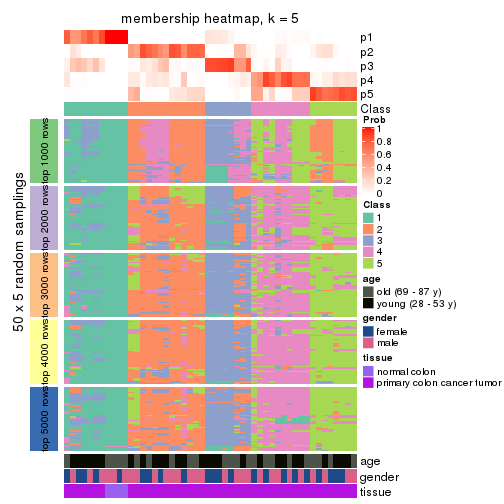 membership heatmap, k = 5
p1
p2
p3
p4
p5
Class
Prob
1
0.8
0.6
0.4
0.2
0
Class
1
2
3
4
5
age
old (69 - 87 y)
young (28 - 53 y)
gender
female
male
tissue
normal colon
primary colon cancer tumor
50 x 5 random samplings
top 1000 rows
top 2000 rows
top 3000 rows
top 4000 rows
top 5000 rows
age
gender
tissue